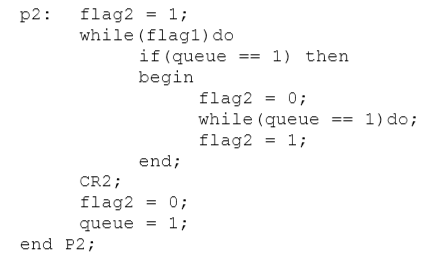 p2: flag2 = 1;
while(flag1)do
if(queue == 1) then
begin
flag2 = 0;
while(queue == 1)do;
flag2 = 1;
end;
CR2;
flag2 = 0;
queue = 1;
end P2;